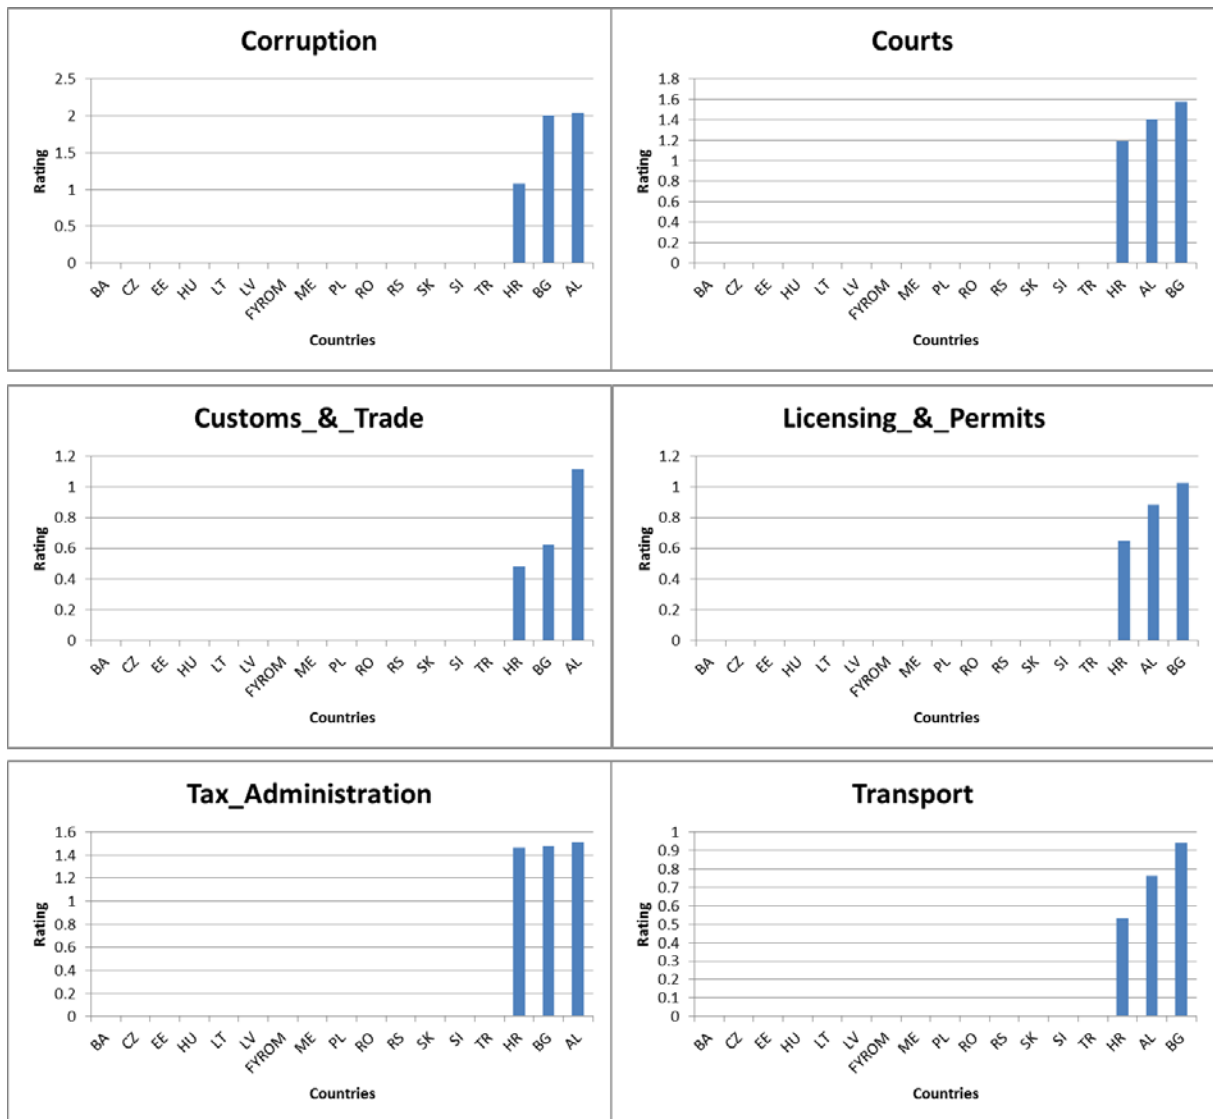 Corruption
2.5
2
1.5
1
0.5
0
Rating
BA CZ EE HU LT LV FYROM ME PL RO RS SK SI TR HR BG AL
Countries
Courts
1.8
1.6
1.4
1.2
1
0.8
0.6
0.4
0.2
0
Rating
BA CZ EE HU LT LV FYROM ME PL RO RS SK SI TR HR AL BG
Countries
Customs_&_Trade
1.2
1
0.8
0.6
0.4
0.2
0
Rating
BA CZ EE HU LT LV FYROM ME PL RO RS SK SI TR HR BG AL
Countries
Licensing_&_Permits
1.2
1
0.8
0.6
0.4
0.2
0
Rating
BA CZ EE HU LT LV FYROM ME PL RO RS SK SI TR HR AL BG
Countries
Tax_Administration
1.6
1.4
1.2
1
0.8
0.6
0.4
0.2
0
Rating
BA CZ EE HU LT LV FYROM ME PL RO RS SK SI TR HR BG AL
Countries
Transport
1
0.9
0.8
0.7
0.6
0.5
0.4
0.3
0.2
0.1
0
Rating
BA CZ EE HU LT LV FYROM ME PL RO RS SK SI TR HR AL BG
Countries